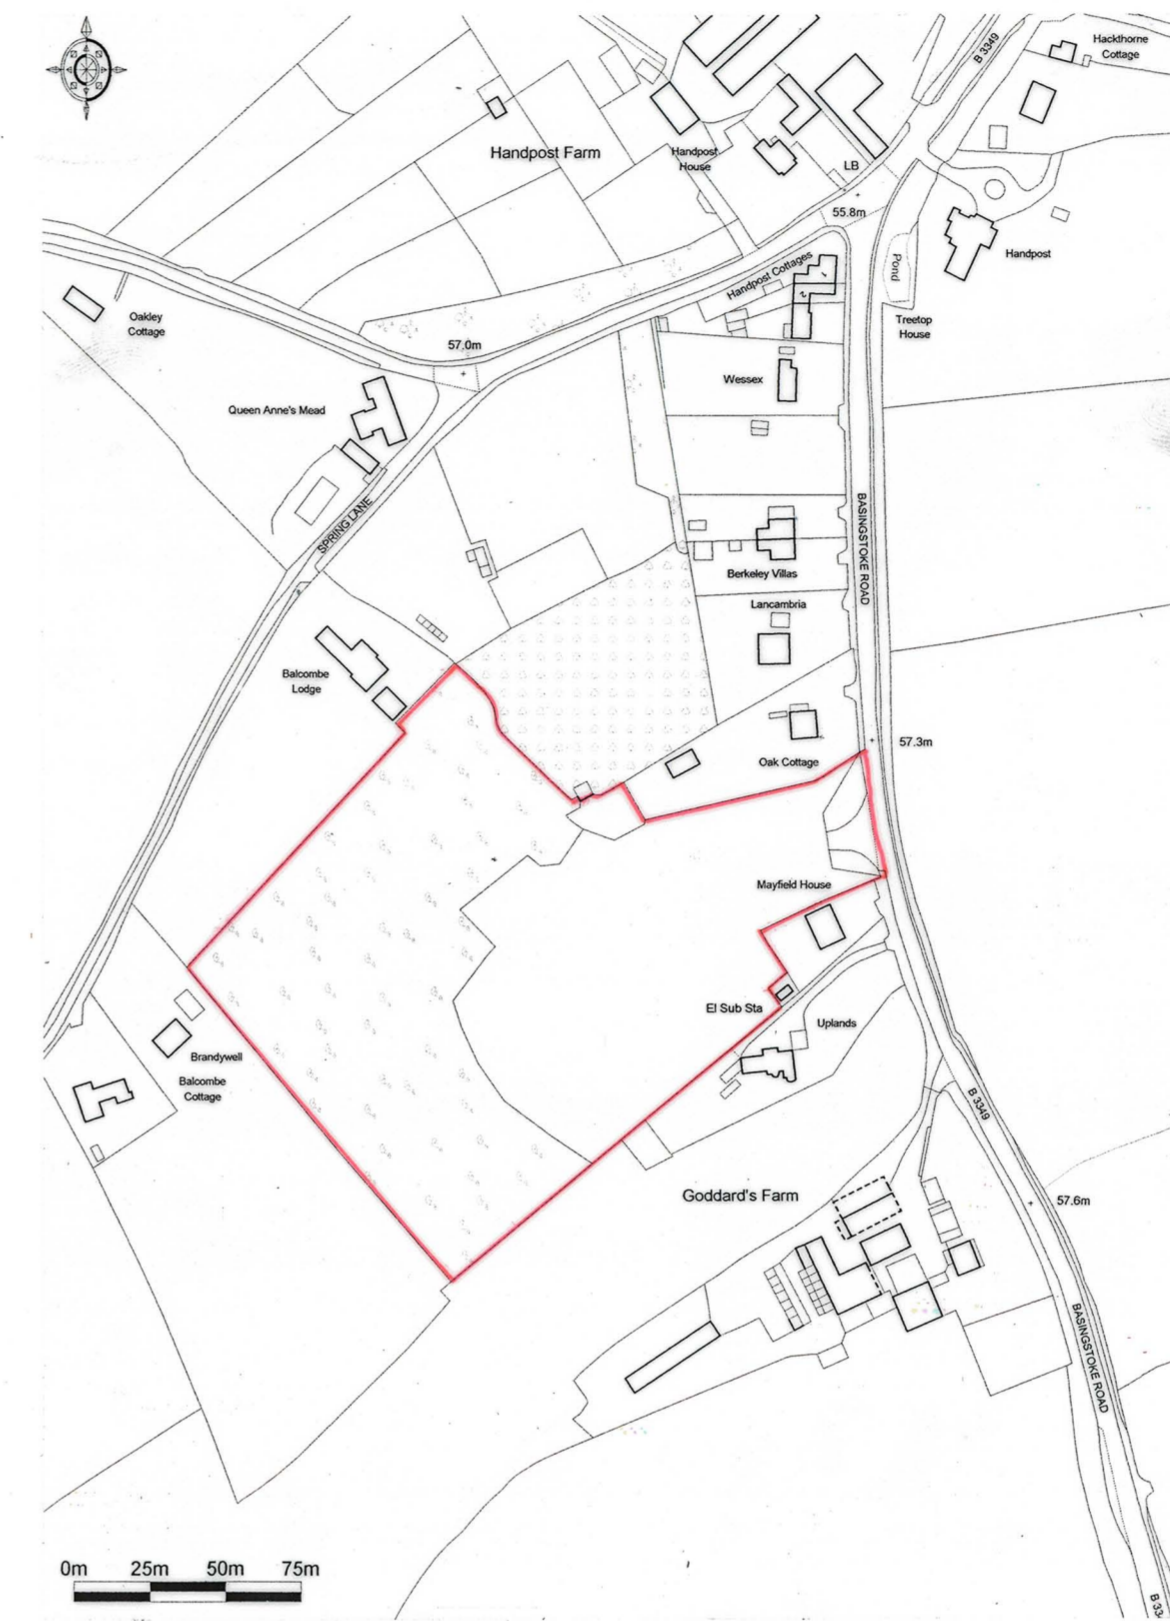 B 3349
Hackthorne
Cottage
Handpost Farm
Handpost
House
LB
55.8m
Handpost
Pond
Handpost Cottages
1
2
Oakley
Cottage
Treetop
House
57.0m
Wessex
Queen Anne's Mead
SPRING LANE
BASINGSTOKE ROAD
Berkeley Villas
Lancambria
Balcombe
Lodge
57.3m
Oak Cottage
Mayfield House
El Sub Sta
Uplands
Brandywell
Balcombe
Cottage
B 3349
Goddard's Farm
57.6m
BASINGSTOKE ROAD
0m 25m 50m 75m
B 33